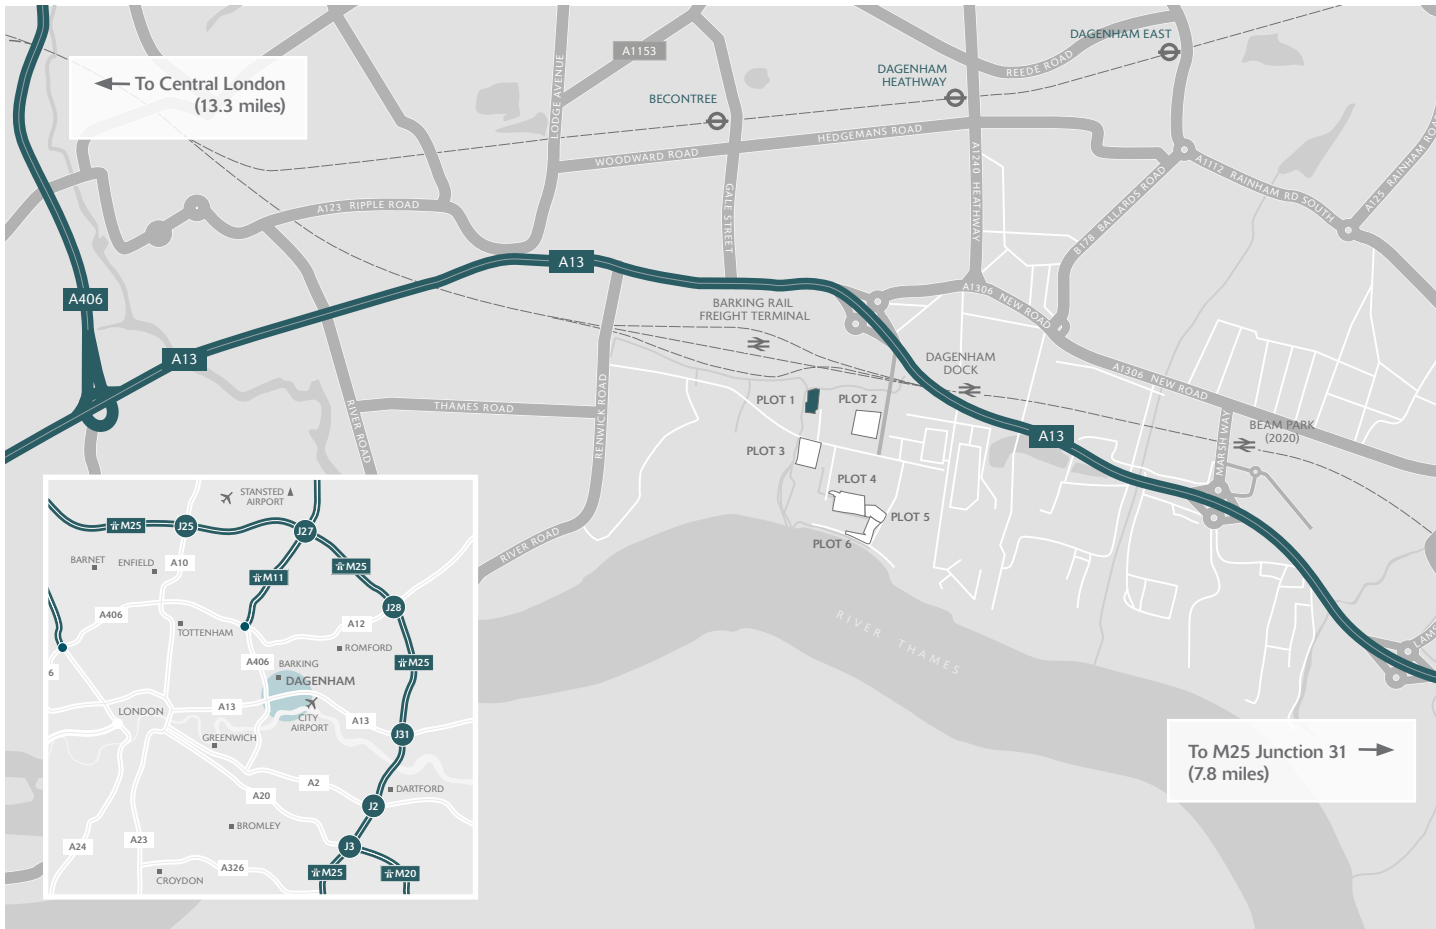 To Central London
(13.3 miles)
A1153
DAGENHAM EAST
REEDE ROAD
DAGENHAM
HEATHWAY
BECONTREE
LODGE AVENUE
WOODWARD ROAD
HEDGEMANS ROAD
A1240 HEATHWAY
A1112 RAINHAM RD SOUTH
A125 RAINHAM ROAD
B178 BALLARDS ROAD
GALE STREET
A123 RIPPLE ROAD
A13
A406
A13
A1306 NEW ROAD
BARKING RAIL
FREIGHT TERMINAL
DAGENHAM
DOCK
A1306 NEW ROAD
PLOT 1
PLOT 2
THAMES ROAD
RIVER ROAD
RENWICK ROAD
A13
MARSH WAY
BEAM PARK
(2020)
PLOT 3
PLOT 4
PLOT 5
PLOT 6
RIVER ROAD
RIVER THAMES
To M25 Junction 31
(7.8 miles)
STANSTED
AIRPORT
M25
J25
J27
BARNET
ENFIELD
A10
M11
M25
A406
TOTTENHAM
A12
J28
ROMFORD
6
A406
BARKING
DAGENHAM
M25
LONDON
A13
CITY
AIRPORT
A13
J31
GREENWICH
A2
A20
J2
DARTFORD
BROMLEY
A24
A23
J3
A326
CROYDON
M25
M20